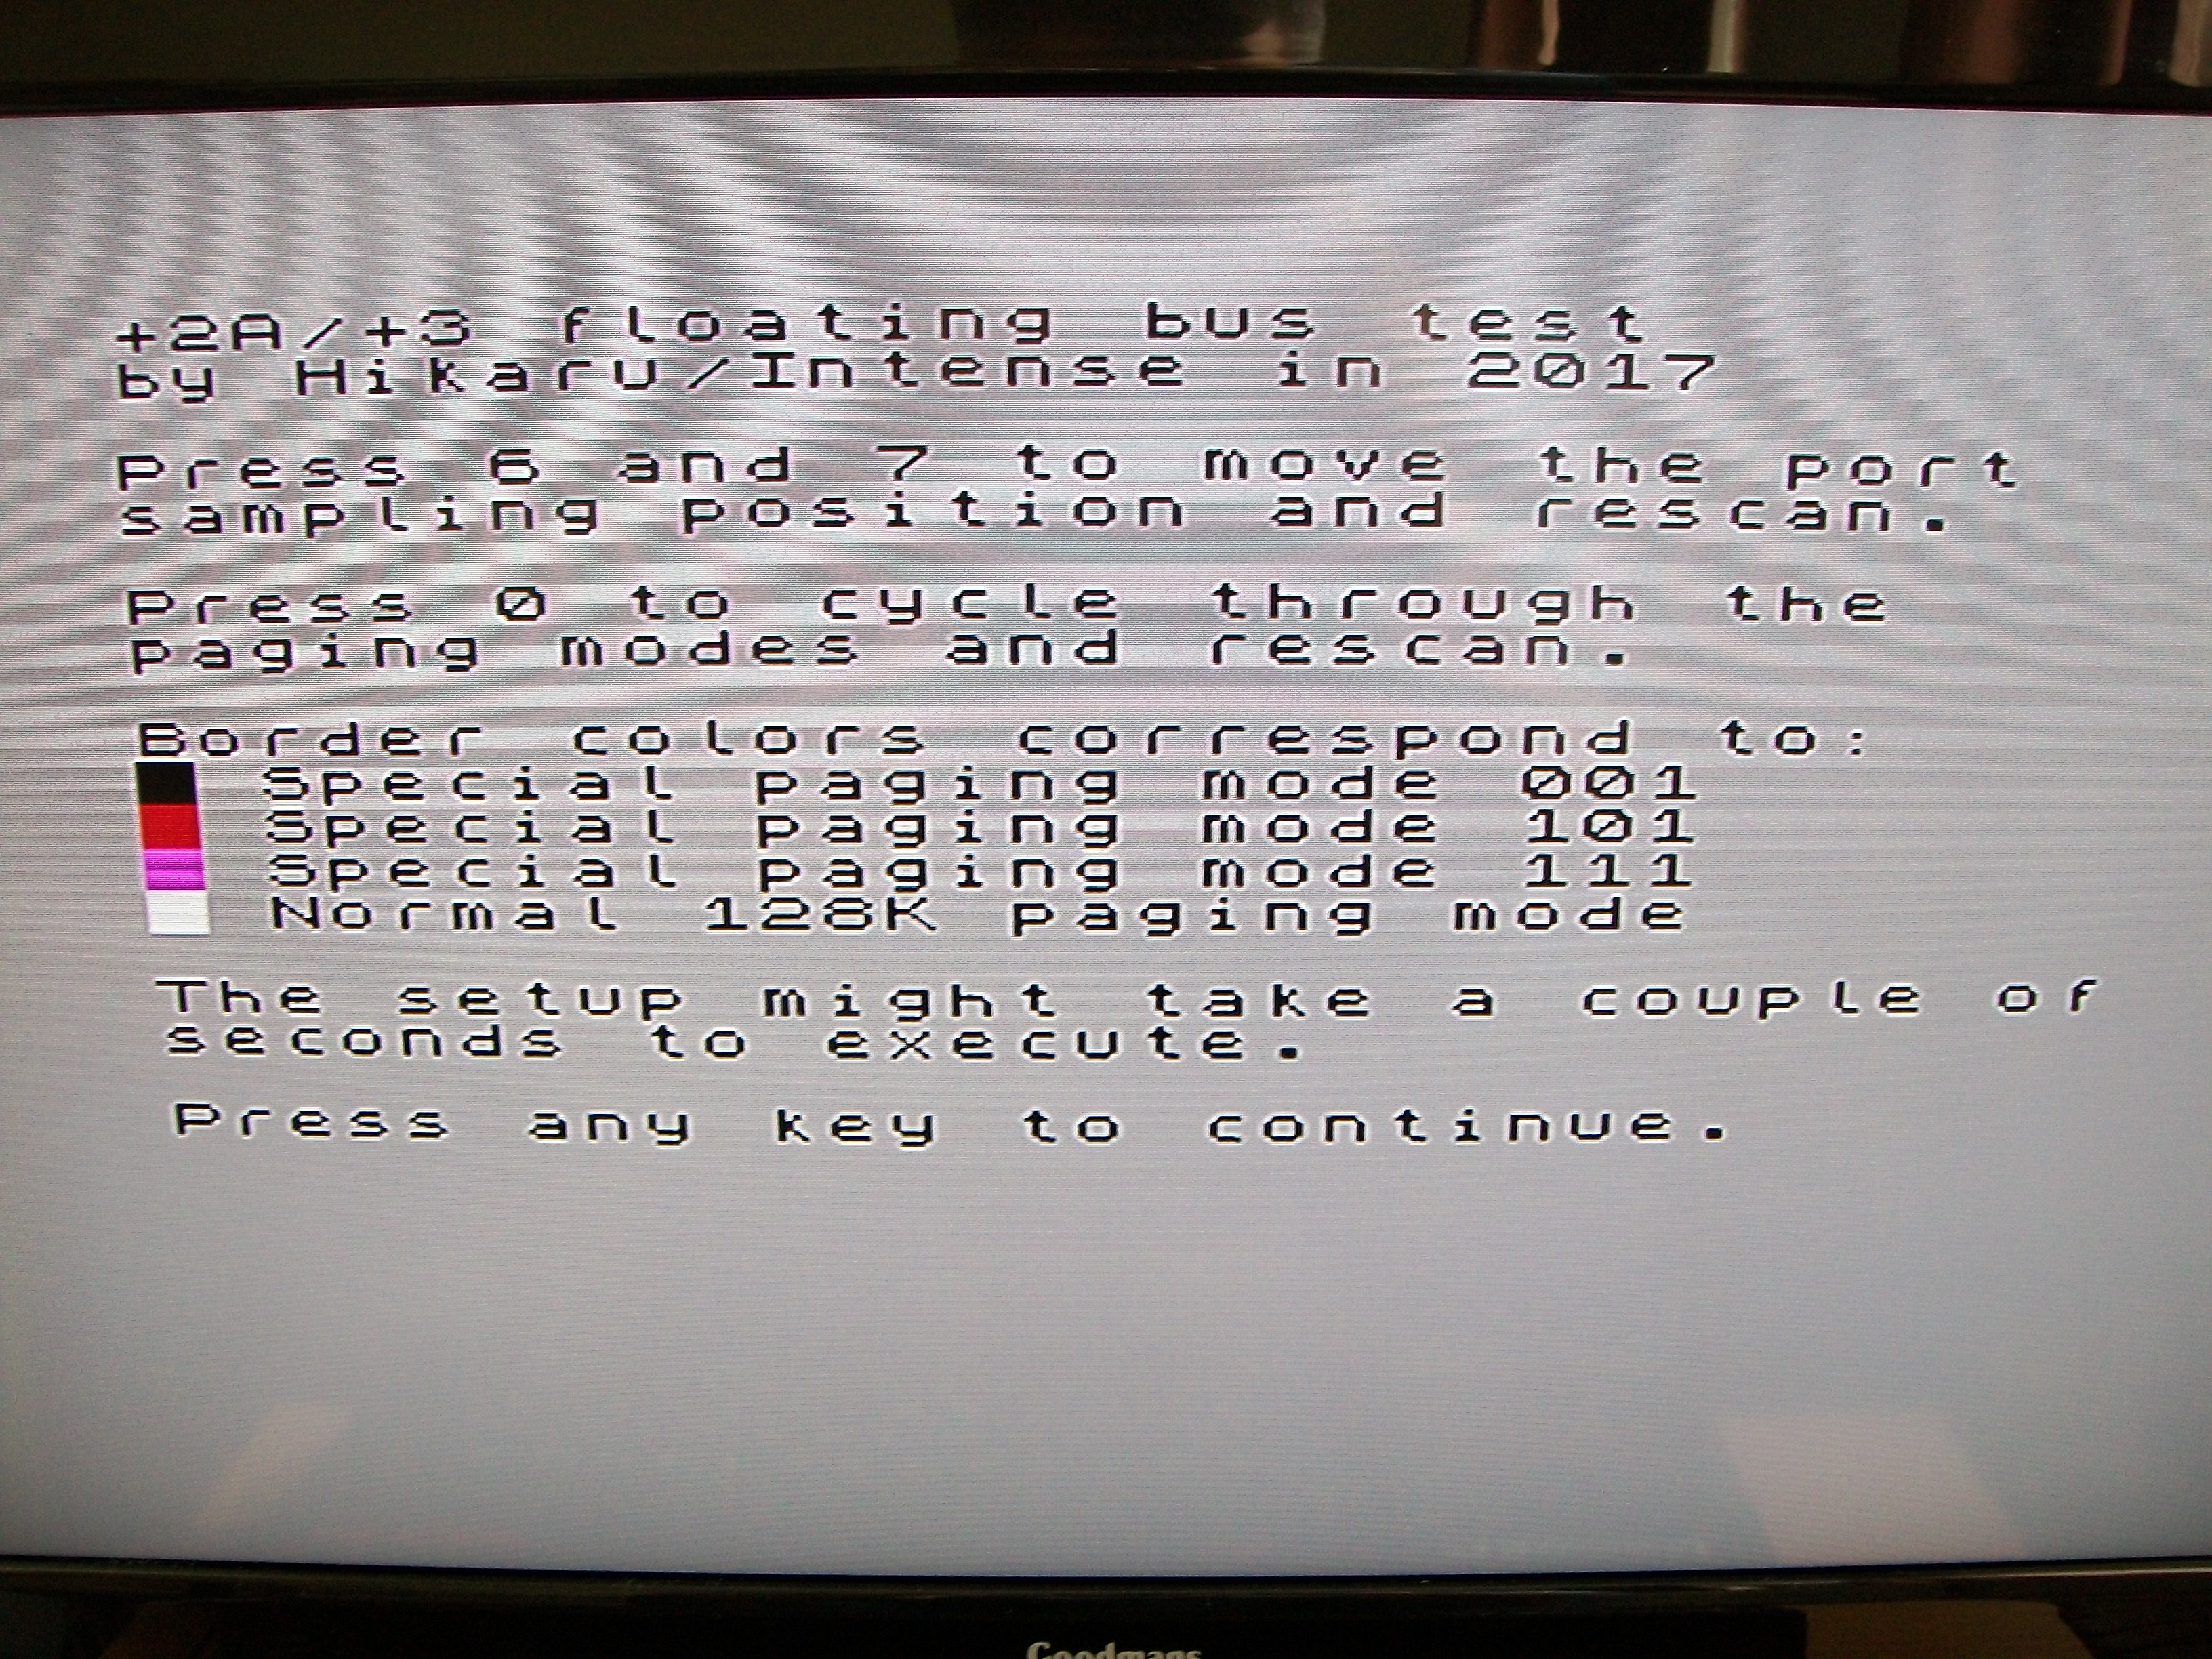 +2A/+3 floating bus test
by Hikaru/Intense in 2017
Press 6 and 7 to move the port
sampling position and rescan.
Press 0 to cycle through the
paging modes and rescan.
Border colors correspond to:
Special paging mode 001
Special paging mode 101
Special paging mode 111
Normal 128K paging mode
The setup might take a couple of
seconds to execute.
Press any key to continue.
Goodmans